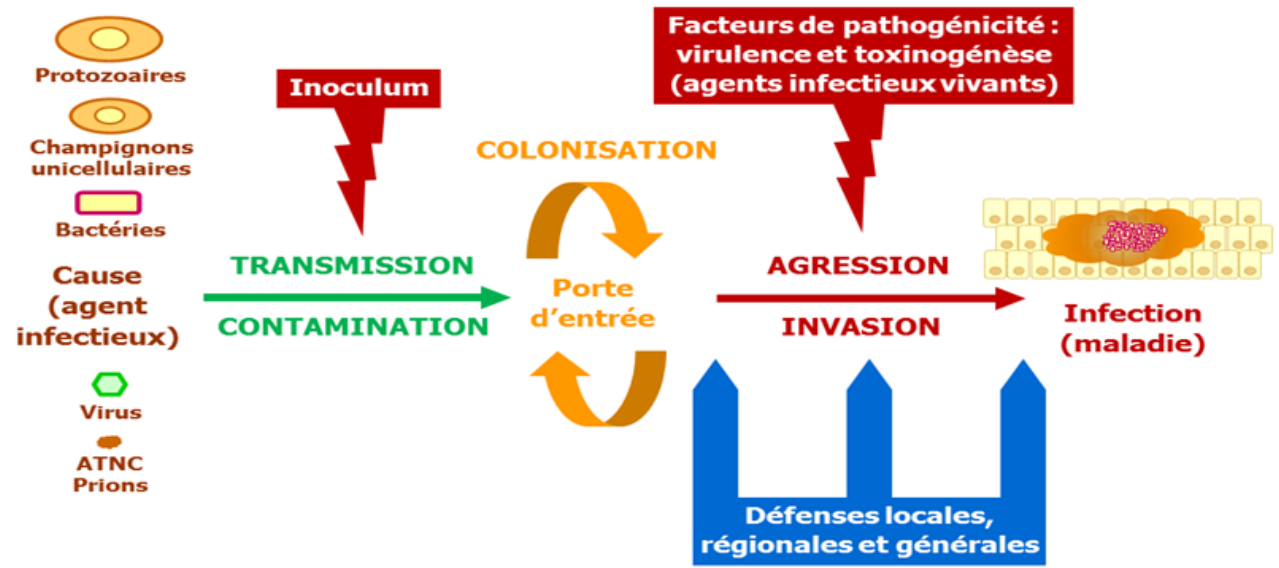 Protozoaires
Champignons
unicellulaires
Bactéries
Cause
(agent
infectieux)
Virus
ATNC
Prions
Inoculum
TRANSMISSION
CONTAMINATION
COLONISATION
Porte
d’entrée
Facteurs de pathogénicité :
virulence et toxinogénèse
(agents infectieux vivants)
AGRESSION
INVASION
Défenses locales,
régionales et générales
Infection
(maladie)